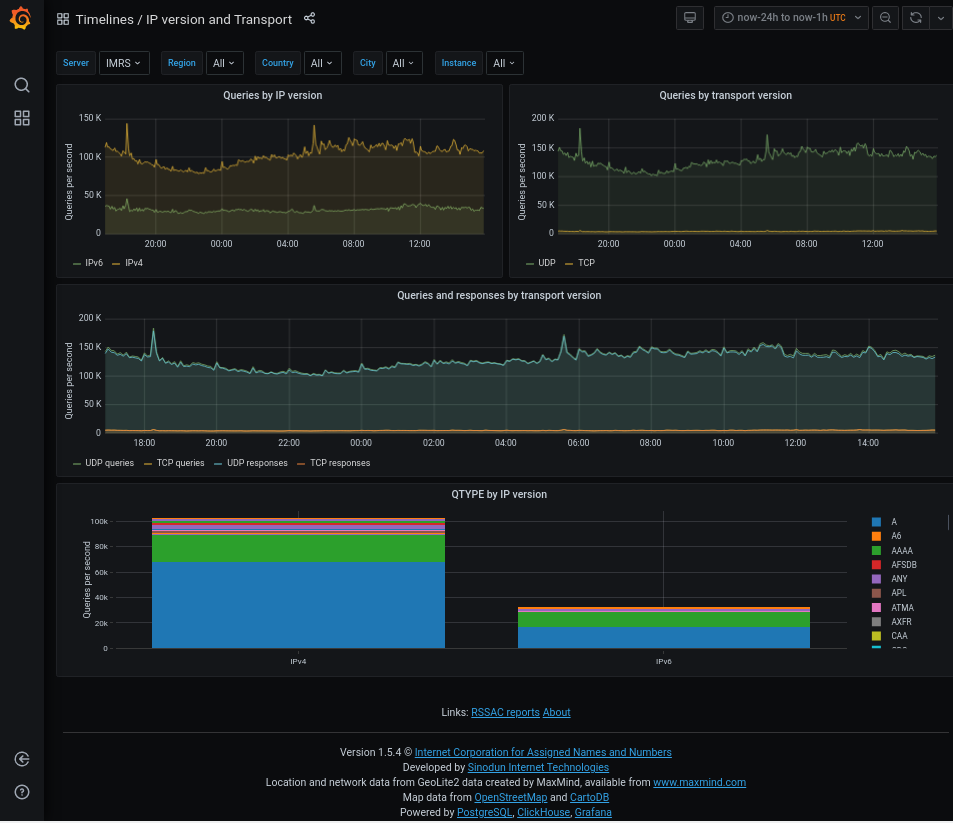 Timelines / IP version and Transport
now-24h to now-1h UTC
Server IMRS Region All Country All City All Instance All
Queries by IP version
Queries per second
150 K
100 K
50 K
0
20:00 00:00 04:00 08:00 12:00
IPv6 IPv4
Queries by transport version
Queries per second
200 K
150 K
100 K
50 K
0
20:00 00:00 04:00 08:00 12:00
UDP TCP
Queries and responses by transport version
Queries per second
200 K
150 K
100 K
50 K
0
18:00 20:00 22:00 00:00 02:00 04:00 06:00 08:00 10:00 12:00 14:00
UDP queries TCP queries UDP responses TCP responses
QTYPE by IP version
Queries per second
100k
80k
60k
40k
20k
0
IPv4 IPv6
A
A6
AAAA
AFSDB
ANY
APL
ATMA
AXFR
CAA
Links: RSSAC reports About
Version 1.5.4 © Internet Corporation for Assigned Names and Numbers
Developed by Sinodun Internet Technologies
Location and network data from GeoLite2 data created by MaxMind, available from www.maxmind.com
Map data from OpenStreetMap and CartoDB
Powered by PostgreSQL, ClickHouse, Grafana